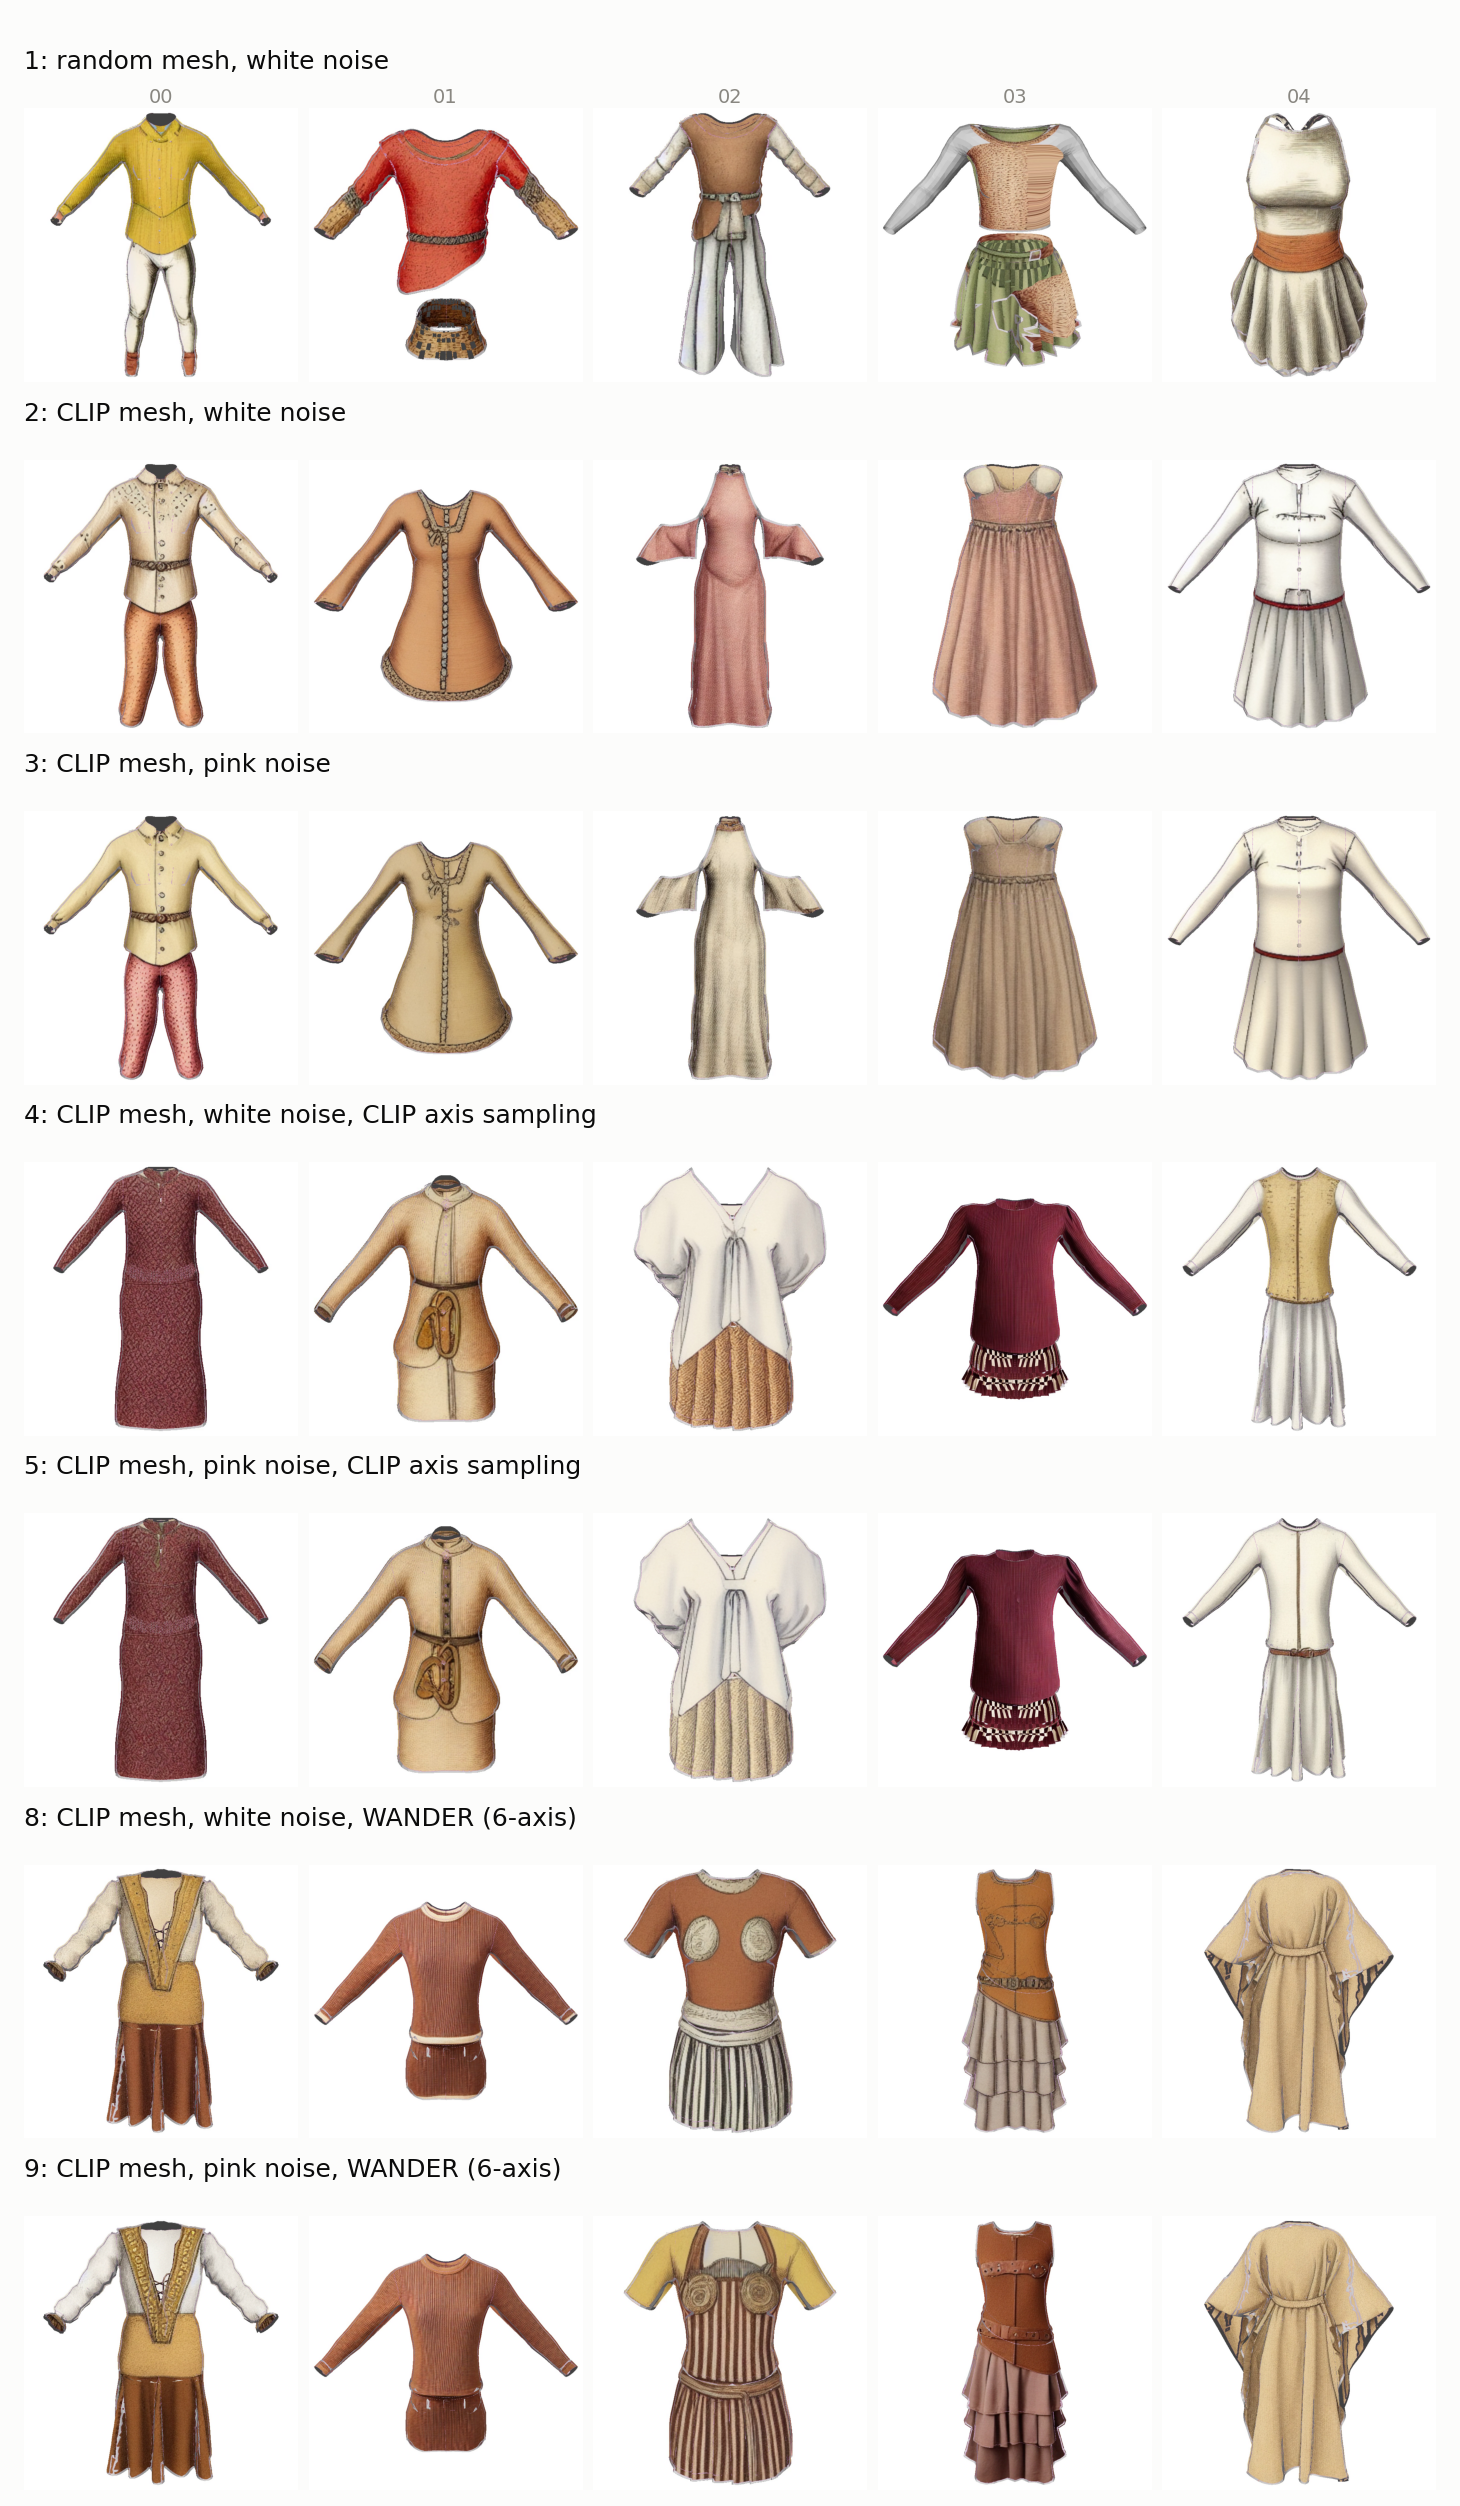 1: random mesh, white noise
00 01 02 03 04
2: CLIP mesh, white noise
3: CLIP mesh, pink noise
4: CLIP mesh, white noise, CLIP axis sampling
5: CLIP mesh, pink noise, CLIP axis sampling
8: CLIP mesh, white noise, WANDER (6-axis)
9: CLIP mesh, pink noise, WANDER (6-axis)